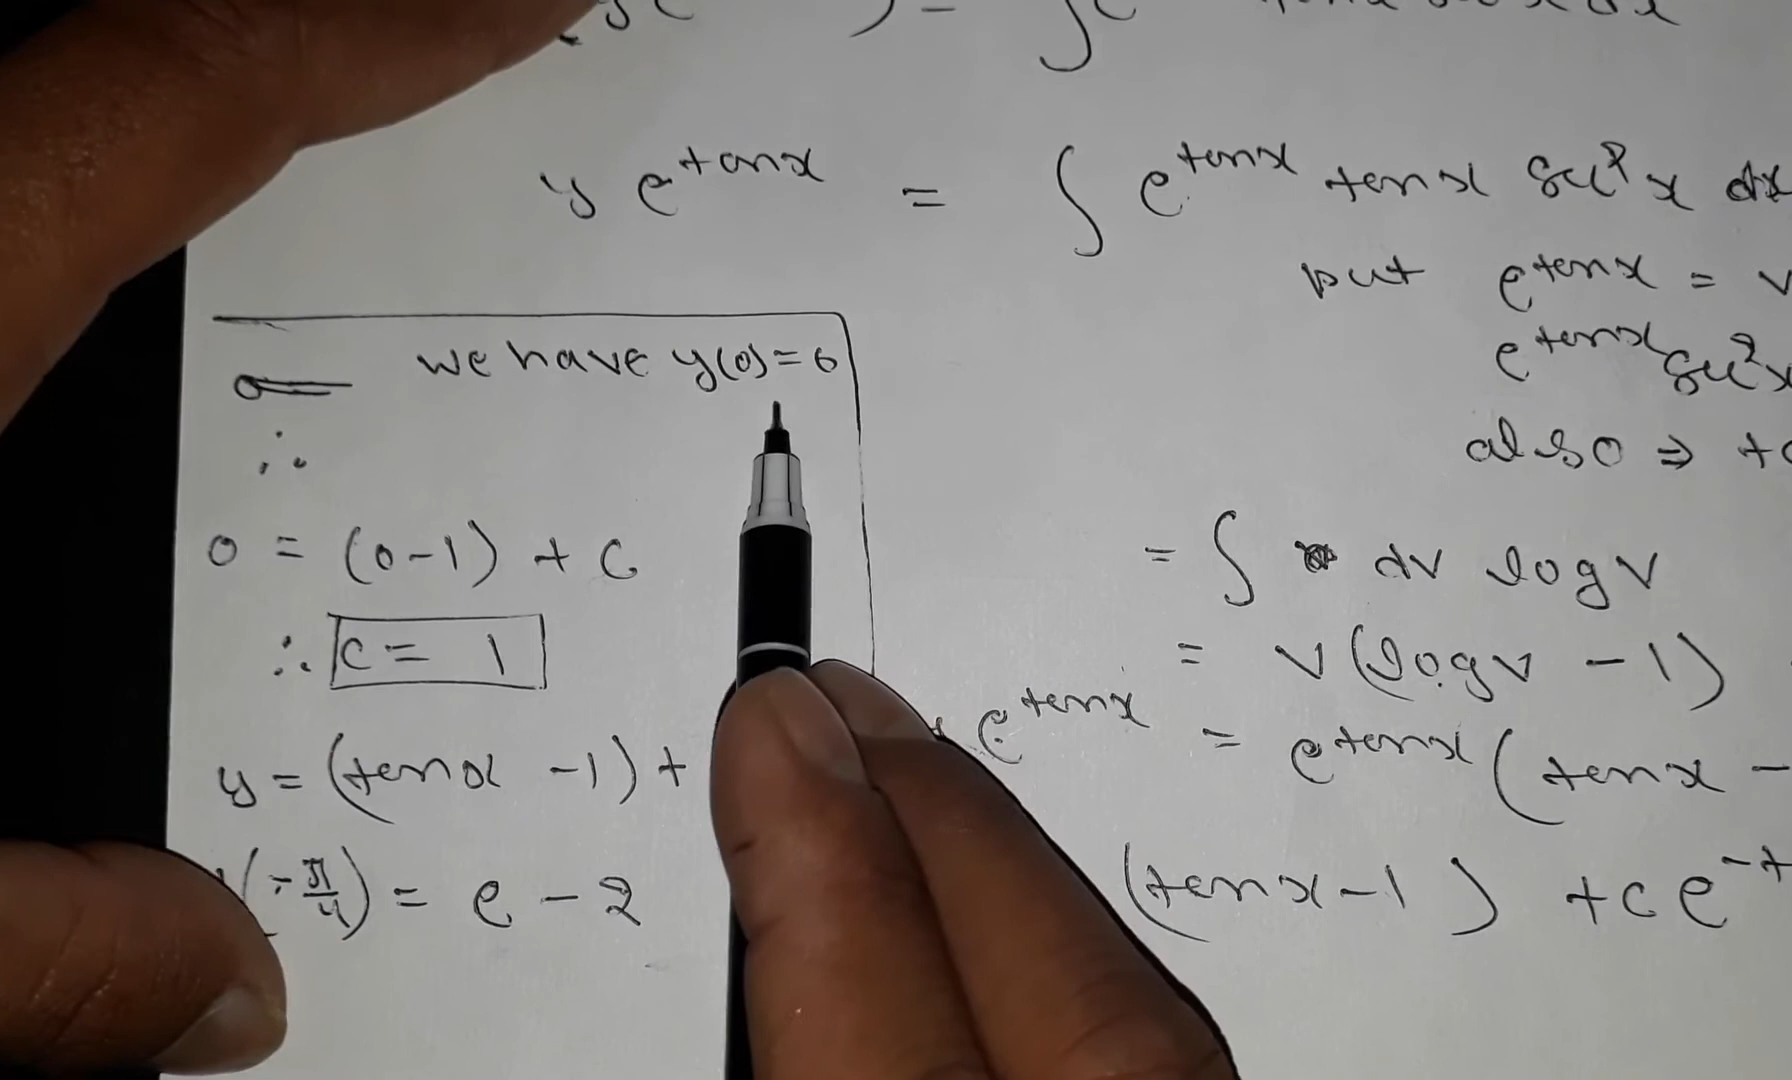 y e^tanx = ∫ e^tanx tanx sec²x dx
put e^tanx = v
e^tanx sec²x
also ⇒
we have y(0)=0
∴
0 = (0-1) + c
∴ c = 1
= ∫ dv log v
= v(log v - 1)
e^tanx = e^tanx (tanx -
y = (tanx - 1) +
(-π/4) = e - 2
(tanx - 1) + c e^-t